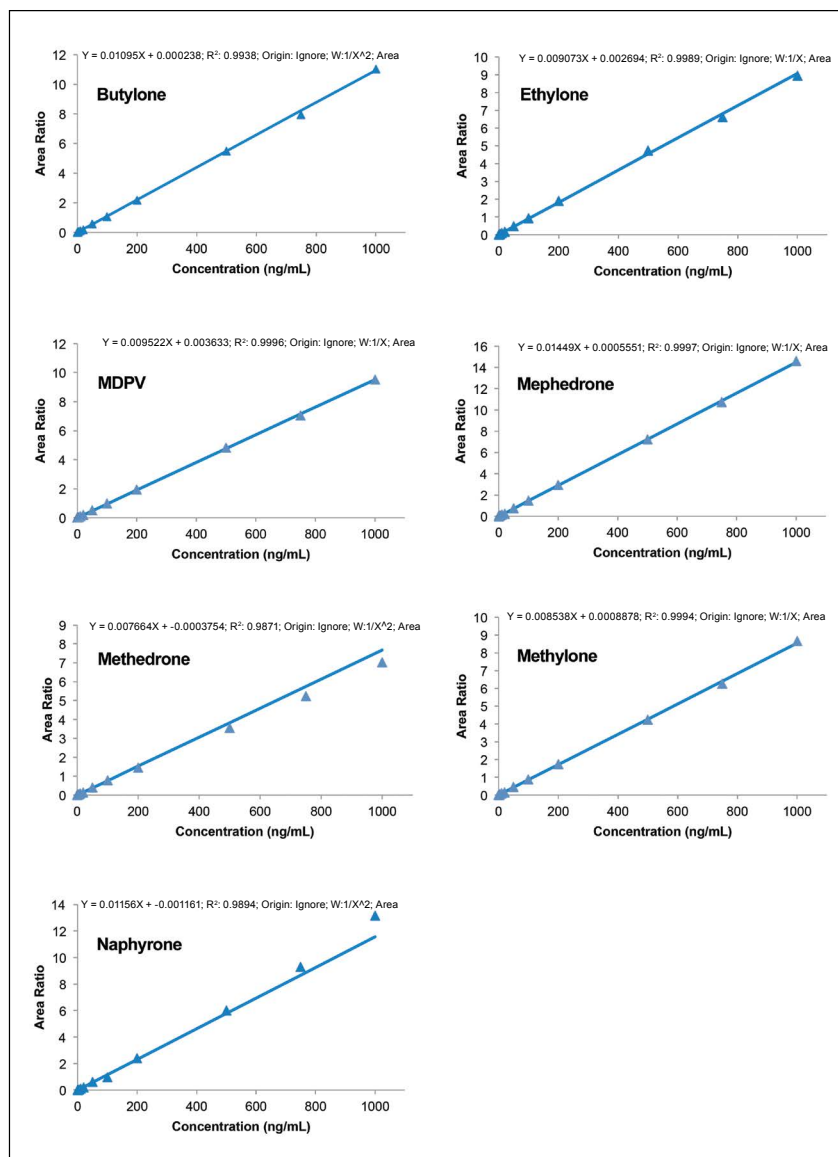 Y = 0.01095X + 0.000238; R²: 0.9938; Origin: Ignore; W:1/X^2; Area
Butylone
Area Ratio
12
10
8
6
4
2
0
0 200 400 600 800 1000
Concentration (ng/mL)
Y = 0.009073X + 0.002694; R²: 0.9989; Origin: Ignore; W:1/X; Area
Ethylone
Area Ratio
10
9
8
7
6
5
4
3
2
1
0
0 200 400 600 800 1000
Concentration (ng/mL)
Y = 0.009522X + 0.003633; R²: 0.9996; Origin: Ignore; W:1/X; Area
MDPV
Area Ratio
12
10
8
6
4
2
0
0 200 400 600 800 1000
Concentration (ng/mL)
Y = 0.01449X + 0.0005551; R²: 0.9997; Origin: Ignore; W:1/X; Area
Mephedrone
Area Ratio
16
14
12
10
8
6
4
2
0
0 200 400 600 800 1000
Concentration (ng/mL)
Y = 0.007664X + -0.0003754; R²: 0.9871; Origin: Ignore; W:1/X^2; Area
Methedrone
Area Ratio
9
8
7
6
5
4
3
2
1
0
0 200 400 600 800 1000
Concentration (ng/mL)
Y = 0.008538X + 0.0008878; R²: 0.9994; Origin: Ignore; W:1/X; Area
Methylone
Area Ratio
10
9
8
7
6
5
4
3
2
1
0
0 200 400 600 800 1000
Concentration (ng/mL)
Y = 0.01156X + -0.001161; R²: 0.9894; Origin: Ignore; W:1/X^2; Area
Naphyrone
Area Ratio
14
12
10
8
6
4
2
0
0 200 400 600 800 1000
Concentration (ng/mL)